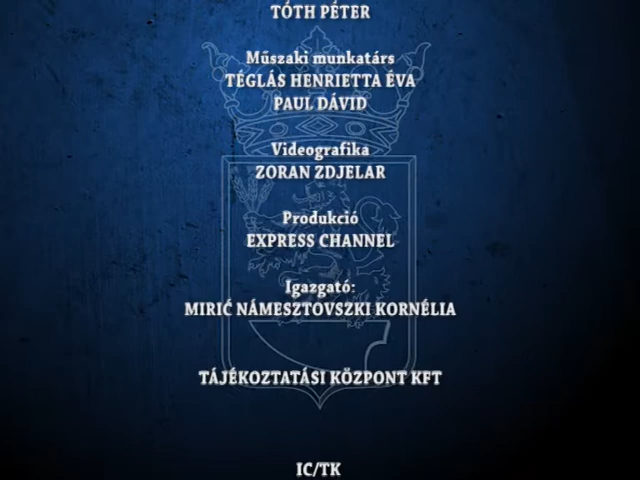 TÓTH PÉTER
Műszaki munkatárs
TÉGLÁS HENRIETTA ÉVA
PAUL DÁVID
Videografika
ZORAN ZDJELAR
Produkció
EXPRESS CHANNEL
Igazgató:
MIRIĆ NÁMESZTOVSZKI KORNÉLIA
TÁJÉKOZTATÁSI KÖZPONT KFT
IC/TK